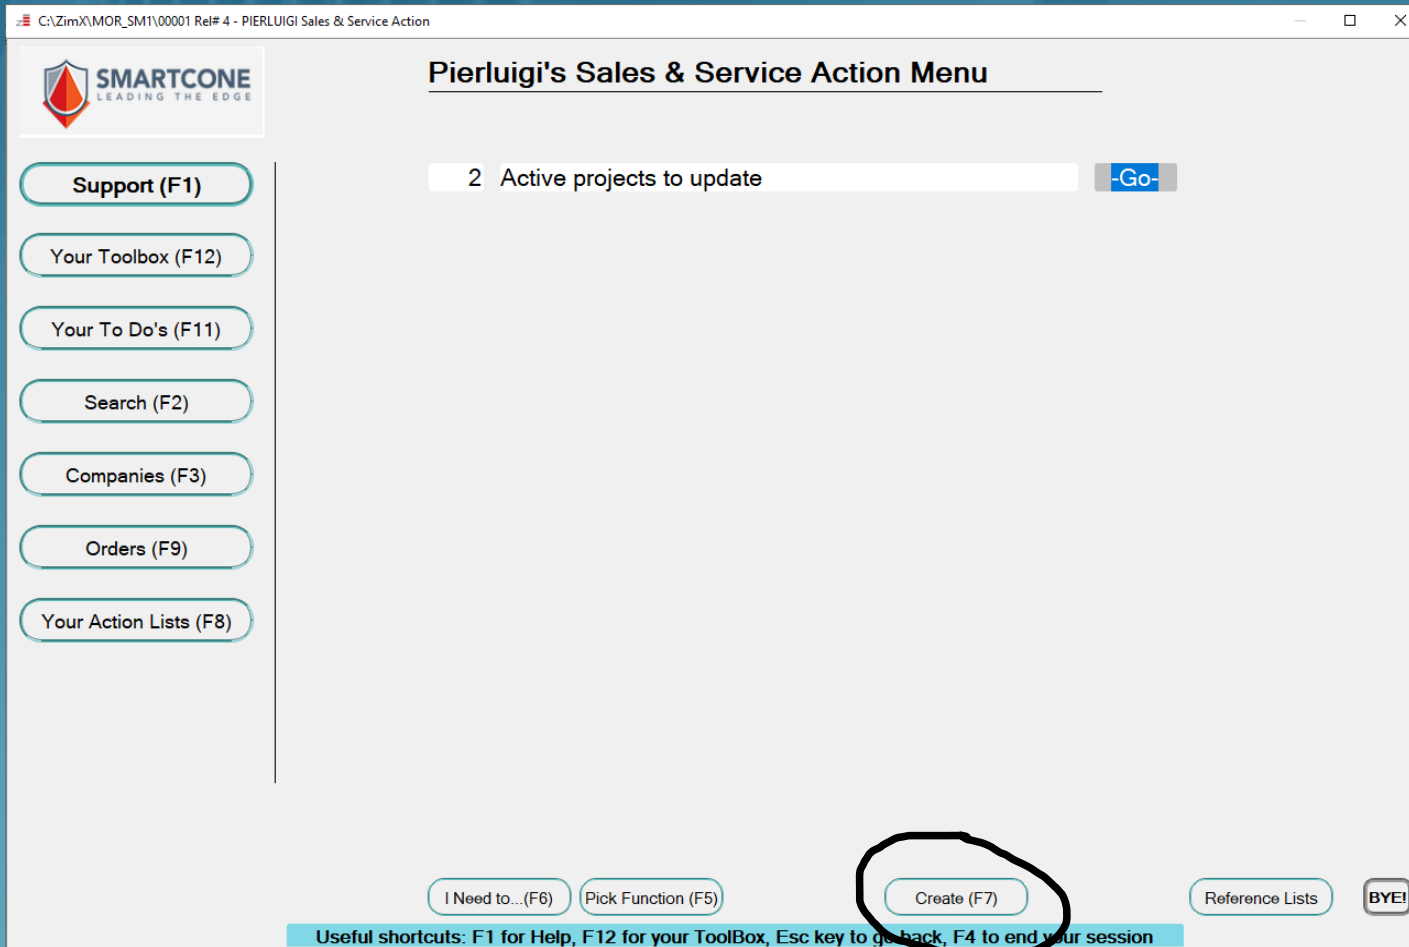 C:\ZimX\MOR_SM1\00001 Rel# 4 - PIERLUIGI Sales & Service Action
SMARTCONE
LEADING THE EDGE
Pierluigi's Sales & Service Action Menu
2 Active projects to update -Go-
Support (F1)
Your Toolbox (F12)
Your To Do's (F11)
Search (F2)
Companies (F3)
Orders (F9)
Your Action Lists (F8)
I Need to...(F6) Pick Function (F5) Create (F7) Reference Lists BYE!
Useful shortcuts: F1 for Help, F12 for your ToolBox, Esc key to go back, F4 to end your session